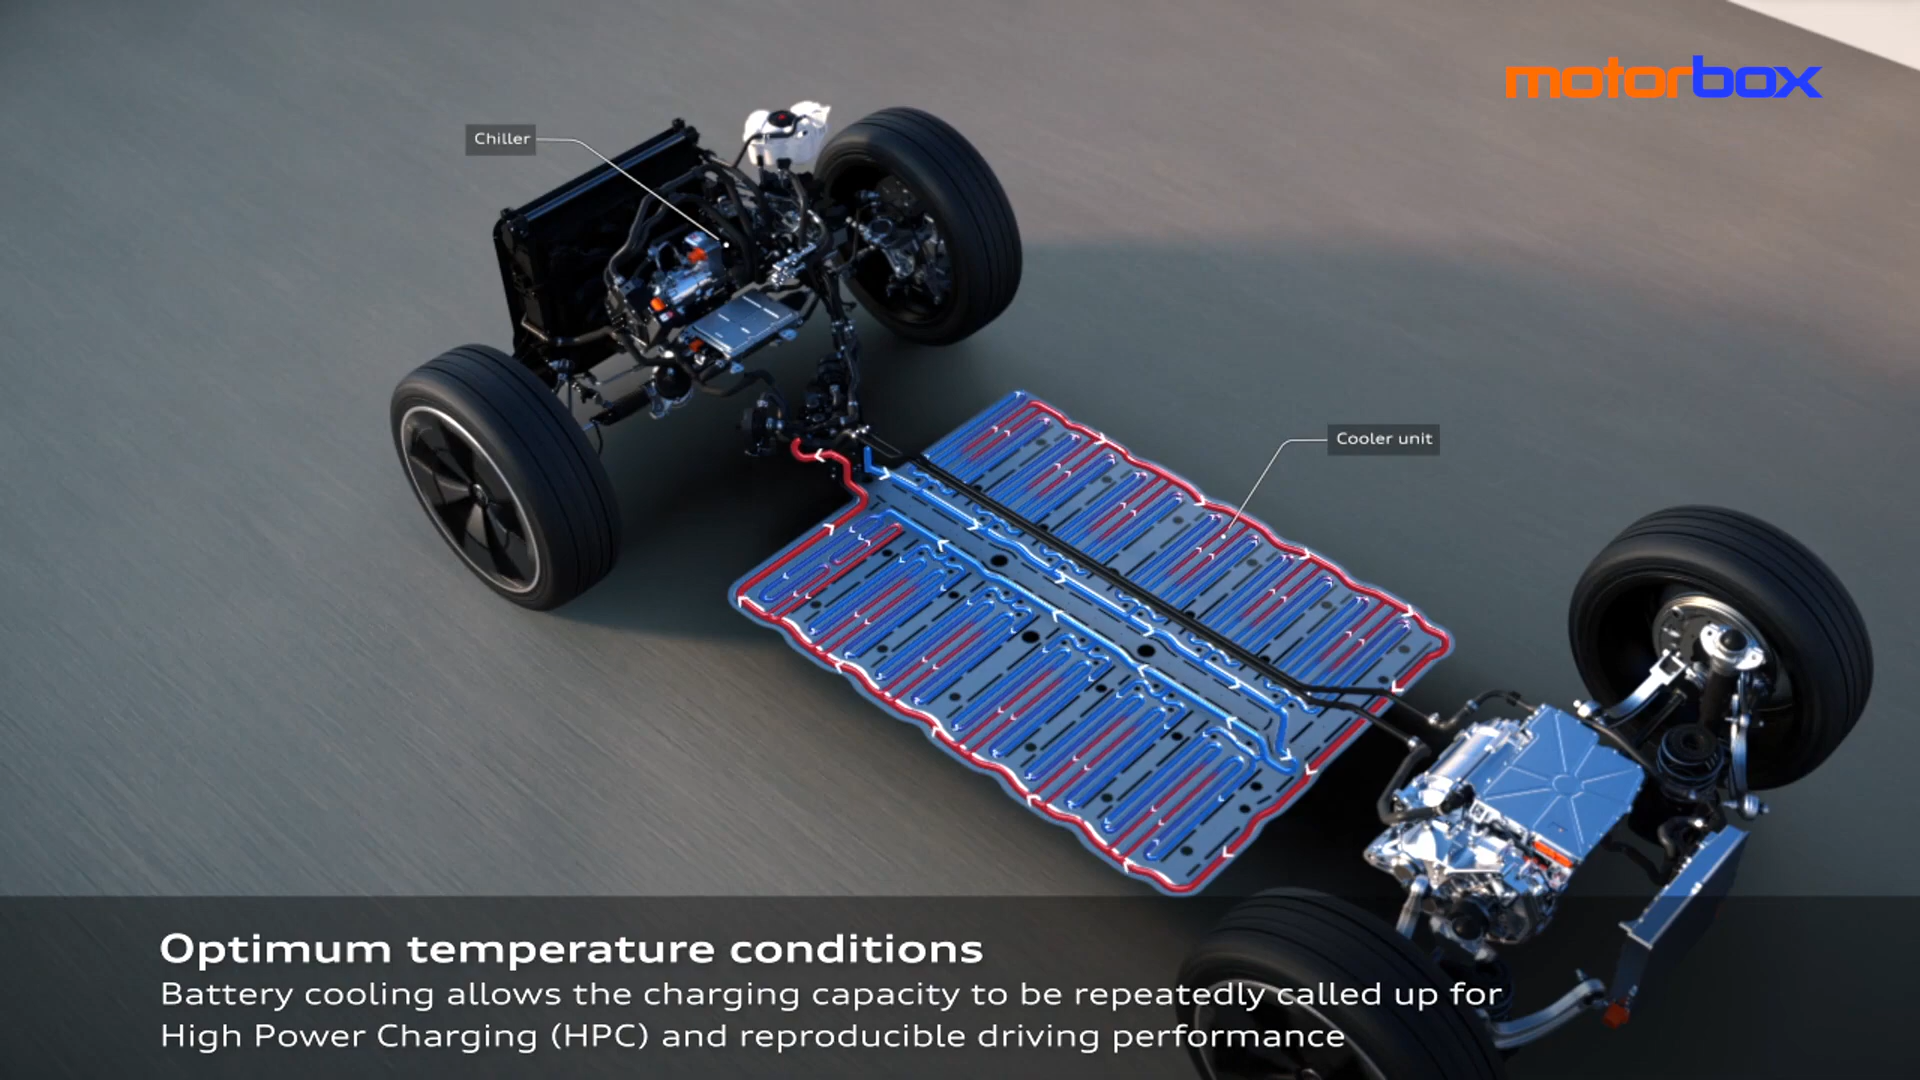 motorbox
Chiller
Cooler unit
Optimum temperature conditions
Battery cooling allows the charging capacity to be repeatedly called up for
High Power Charging (HPC) and reproducible driving performance